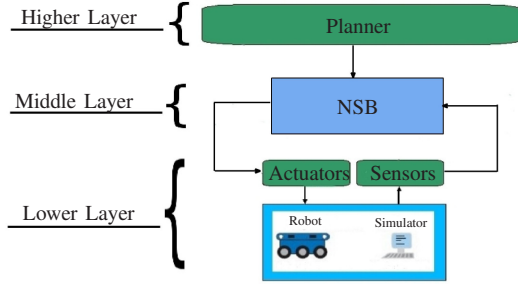 Higher Layer
Planner
Middle Layer
NSB
Actuators
Sensors
Lower Layer
Robot
Simulator